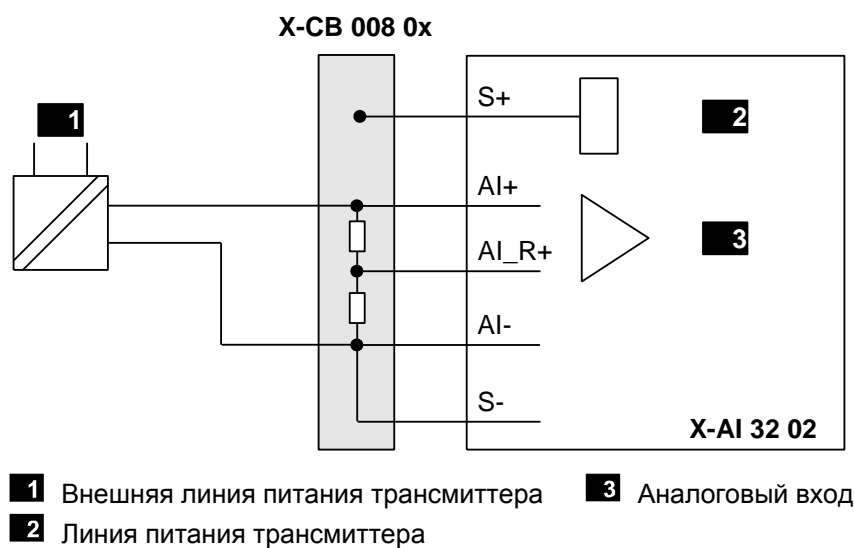 X-CB 008 0x
S+
1
2
AI+
3
AI_R+
AI-
S-
X-AI 32 02
1 Внешняя линия питания трансмиттера 3 Аналоговый вход
2 Линия питания трансмиттера